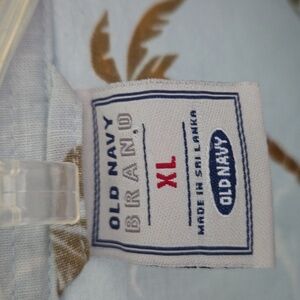 OLD NAVY
BRAND
XL
MADE IN SRI LANKA
OLD NAVY